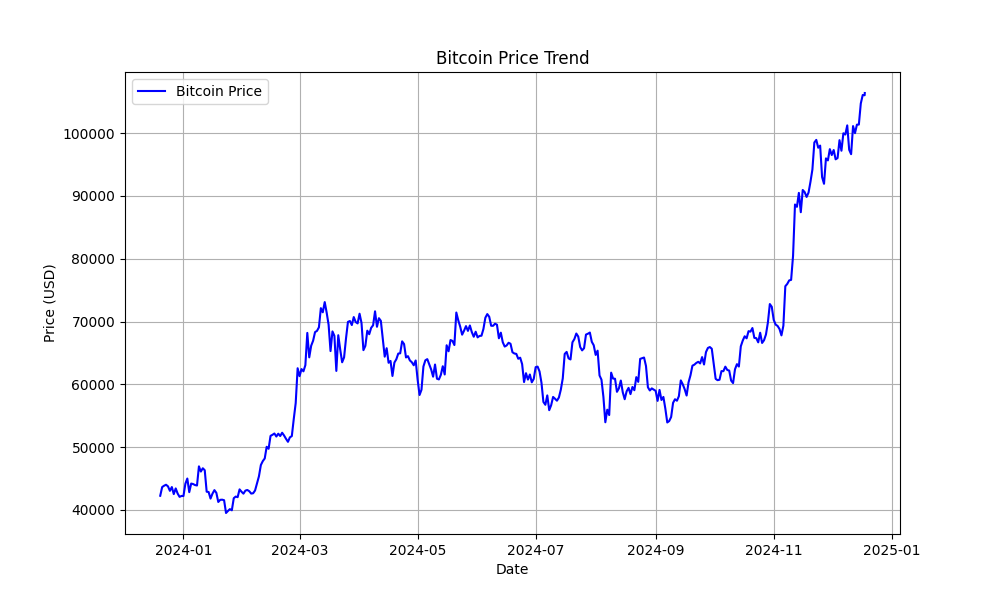 Bitcoin Price Trend
Bitcoin Price
Price (USD)
100000
90000
80000
70000
60000
50000
40000
2024-01 2024-03 2024-05 2024-07 2024-09 2024-11 2025-01
Date